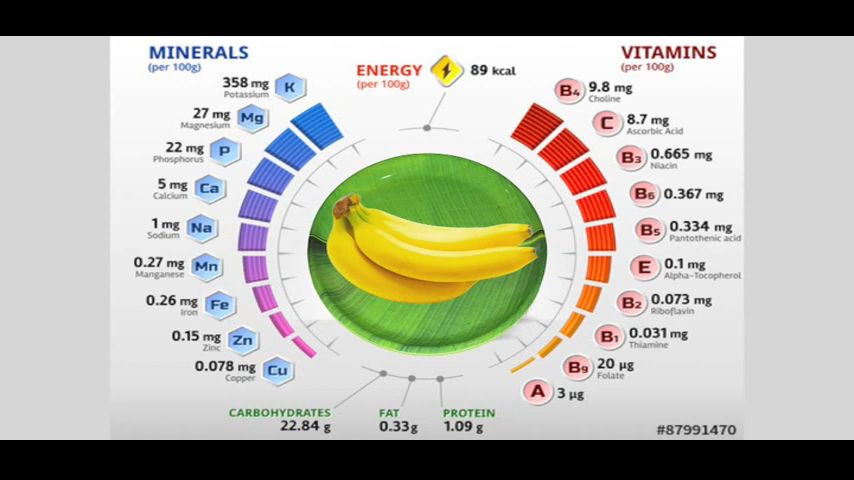 MINERALS
(per 100g)
358 mg
Potassium
K
27 mg
Magnesium
Mg
22 mg
Phosphorus
P
5 mg
Calcium
Ca
1 mg
Sodium
Na
0.27 mg
Manganese
Mn
0.26 mg
Iron
Fe
0.15 mg
Zinc
Zn
0.078 mg
Copper
Cu
ENERGY
(per 100g)
89 kcal
VITAMINS
(per 100g)
B4 9.8 mg
Choline
C 8.7 mg
Ascorbic Acid
B3 0.665 mg
Niacin
B6 0.367 mg
B5 0.334 mg
Pantothenic acid
E 0.1 mg
Alpha-Tocopherol
B2 0.073 mg
Riboflavin
B1 0.031 mg
Thiamine
B9 20 µg
Folate
A 3 µg
CARBOHYDRATES
22.84 g
FAT
0.33g
PROTEIN
1.09 g
#87991470